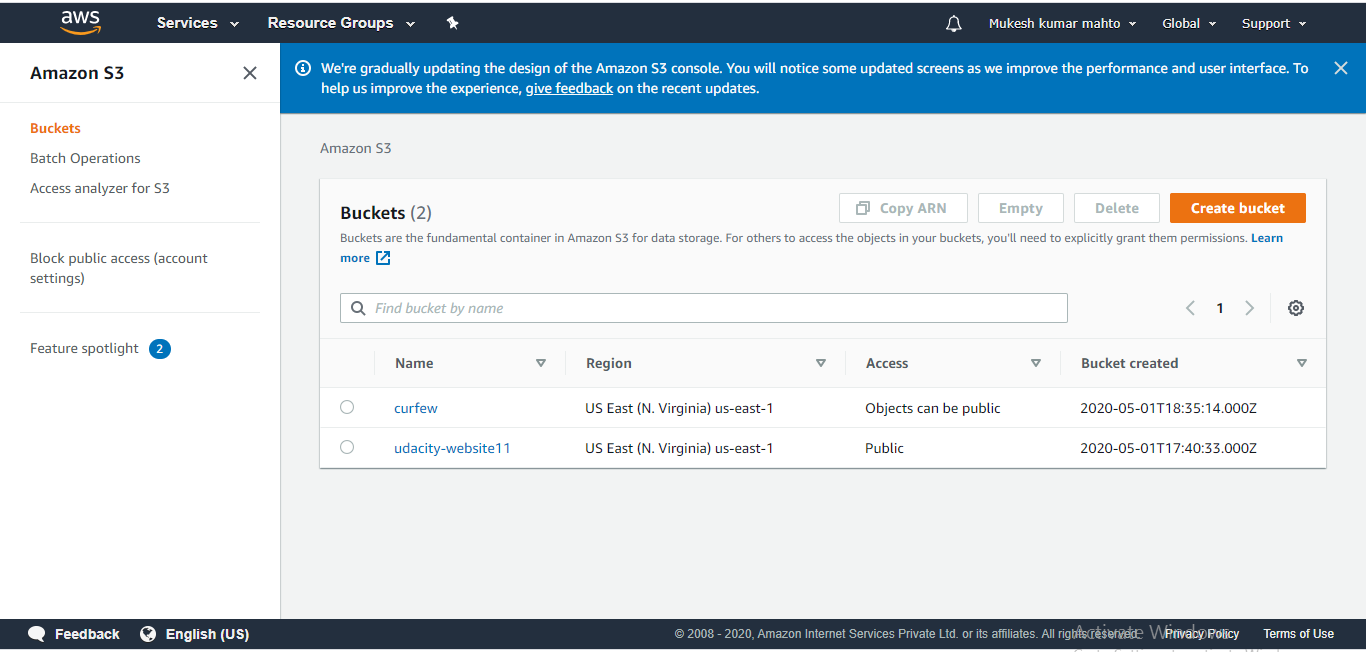 aws Services Resource Groups Mukesh kumar mahto Global Support
Amazon S3
We're gradually updating the design of the Amazon S3 console. You will notice some updated screens as we improve the performance and user interface. To
help us improve the experience, give feedback on the recent updates.
Buckets
Batch Operations
Access analyzer for S3
Block public access (account
settings)
Feature spotlight 2
Amazon S3
Buckets (2) Copy ARN Empty Delete Create bucket
Buckets are the fundamental container in Amazon S3 for data storage. For others to access the objects in your buckets, you'll need to explicitly grant them permissions. Learn
more
Find bucket by name 1
Name Region Access Bucket created
curfew US East (N. Virginia) us-east-1 Objects can be public 2020-05-01T18:35:14.000Z
udacity-website11 US East (N. Virginia) us-east-1 Public 2020-05-01T17:40:33.000Z
Feedback English (US) © 2008 - 2020, Amazon Internet Services Private Ltd. or its affiliates. All rights reserved. Privacy Policy Terms of Use
Activate Windows